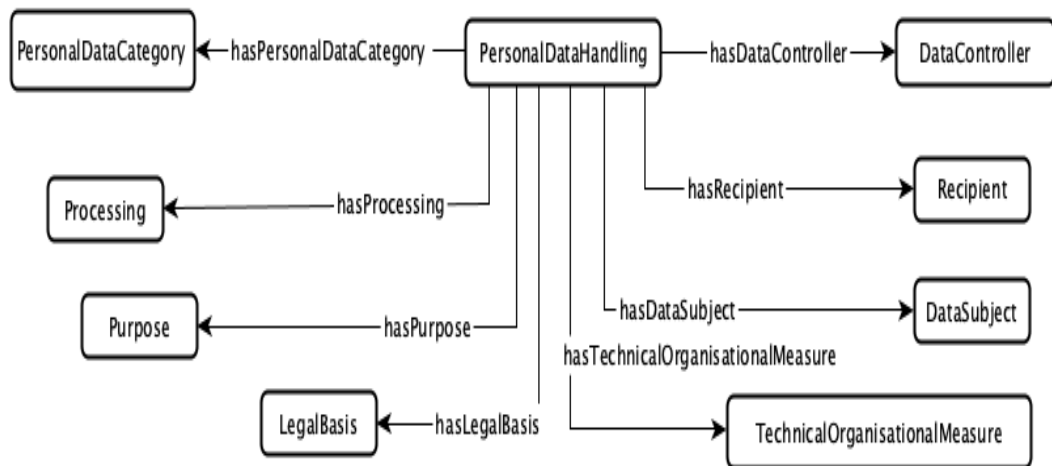 PersonalDataCategory hasPersonalDataCategory PersonalDataHandling hasDataController DataController
Processing hasProcessing hasRecipient Recipient
Purpose hasPurpose hasDataSubject DataSubject
hasTechnicalOrganisationalMeasure
LegalBasis hasLegalBasis TechnicalOrganisationalMeasure